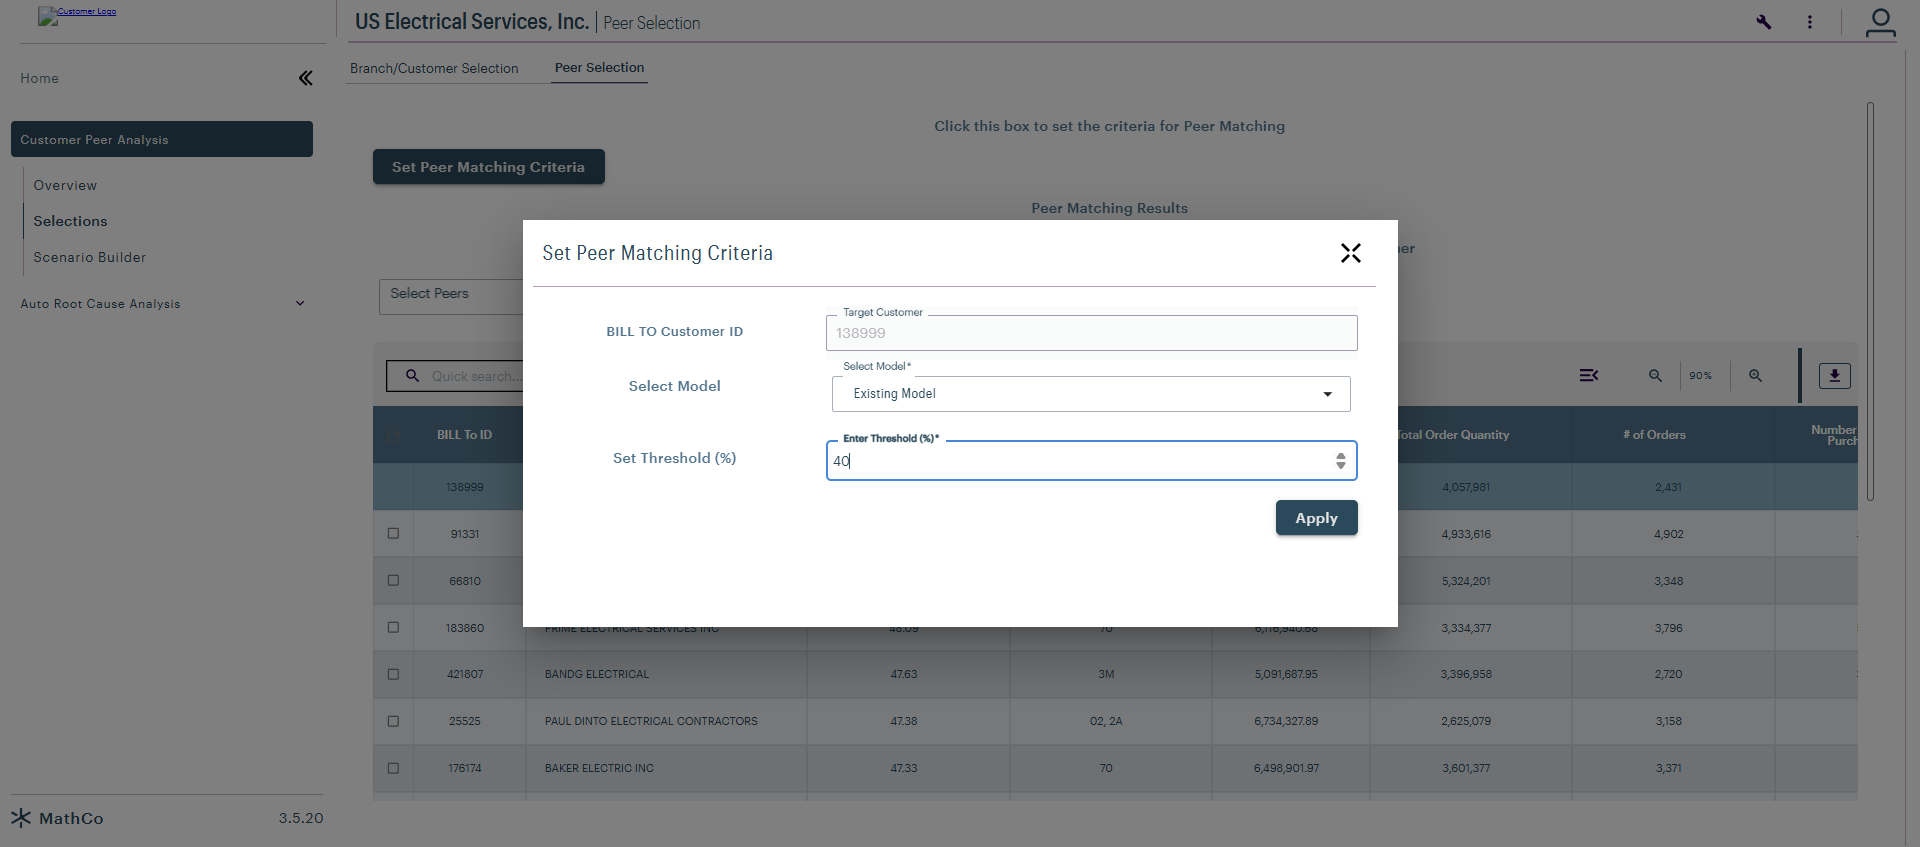 Customer Logo
US Electrical Services, Inc. | Peer Selection
Home
Branch/Customer Selection
Peer Selection
Click this box to set the criteria for Peer Matching
Customer Peer Analysis
Set Peer Matching Criteria
Overview
Selections
Scenario Builder
Auto Root Cause Analysis
Peer Matching Results
Select Peers
Set Peer Matching Criteria
BILL TO Customer ID
Target Customer
138999
Select Model
Select Model*
Existing Model
Set Threshold (%)
Enter Threshold (%)*
40
Apply
Quick search...
90%
BILL To ID
Total Order Quantity
# of Orders
Number
Purch
138999 4,057,981 2,431
91331 4,933,616 4,902
66810 5,324,201 3,348
183860 PRIME ELECTRICAL SERVICES INC 48.09 70 6,116,940.68 3,334,377 3,796
421807 BANDG ELECTRICAL 47.63 3M 5,091,687.95 3,396,958 2,720
25525 PAUL DINTO ELECTRICAL CONTRACTORS 47.38 02, 2A 6,734,327.89 2,625,079 3,158
176174 BAKER ELECTRIC INC 47.33 70 6,498,901.97 3,601,377 3,371
MathCo
3.5.20